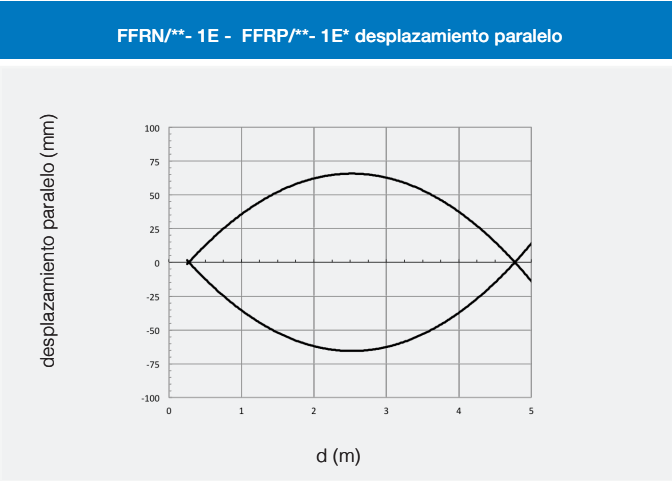 FFRN/**- 1E - FFRP/**- 1E* desplazamiento paralelo
desplazamiento paralelo (mm)
100
75
50
25
0
-25
-50
-75
-100
0 1 2 3 4 5
d (m)